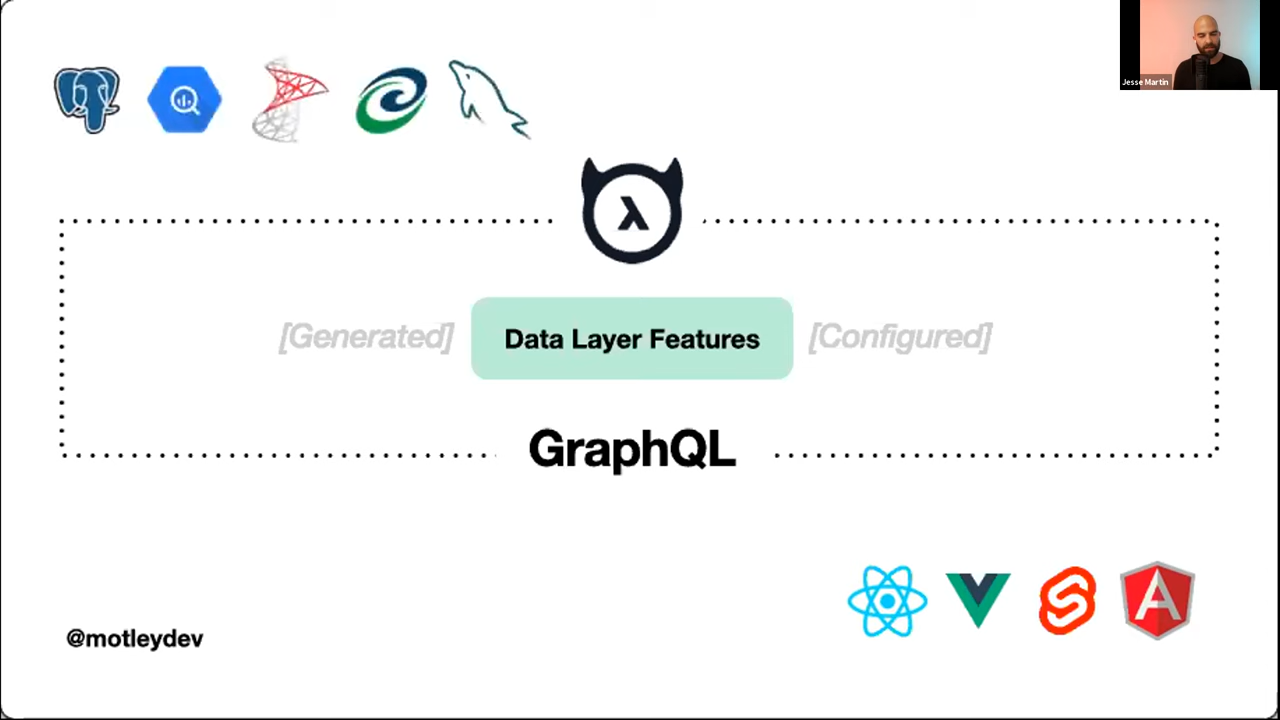 Jesse Martin
λ
[Generated]
Data Layer Features
[Configured]
GraphQL
@motleydev